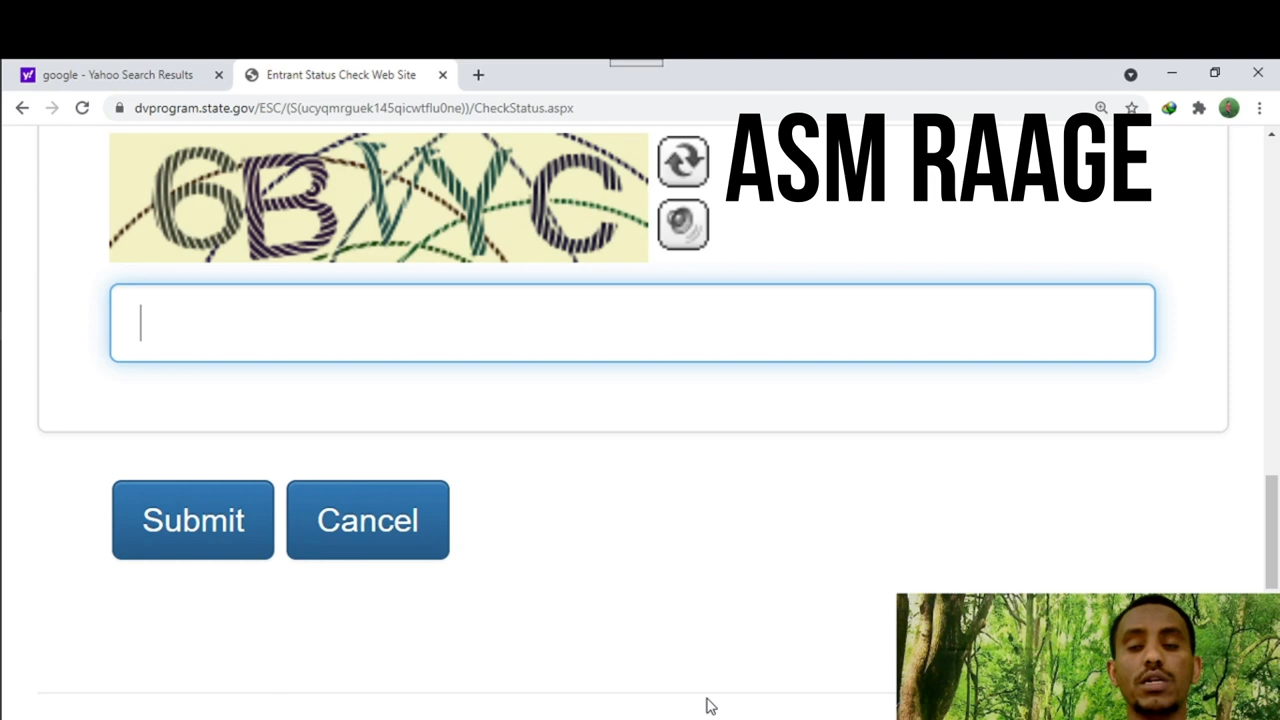 google - Yahoo Search Results
Entrant Status Check Web Site
dvprogram.state.gov/ESC/(S(ucyqmrguek145qicwtflu0ne))/CheckStatus.aspx
6BVYC
ASM RAAGE
Submit
Cancel